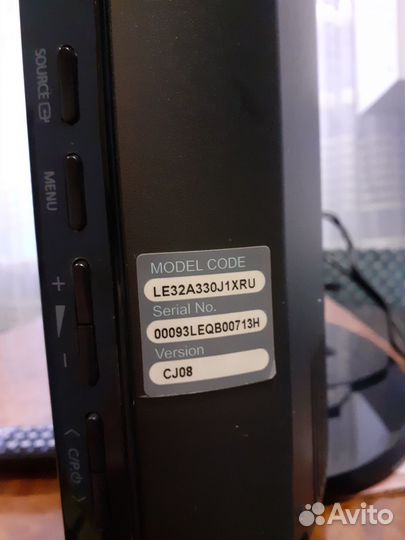 SOURCE
MENU
+
-
< C/P. >
MODEL CODE
LE32A330J1XRU
Serial No.
00093LEQB00713H
Version
CJ08
Avito